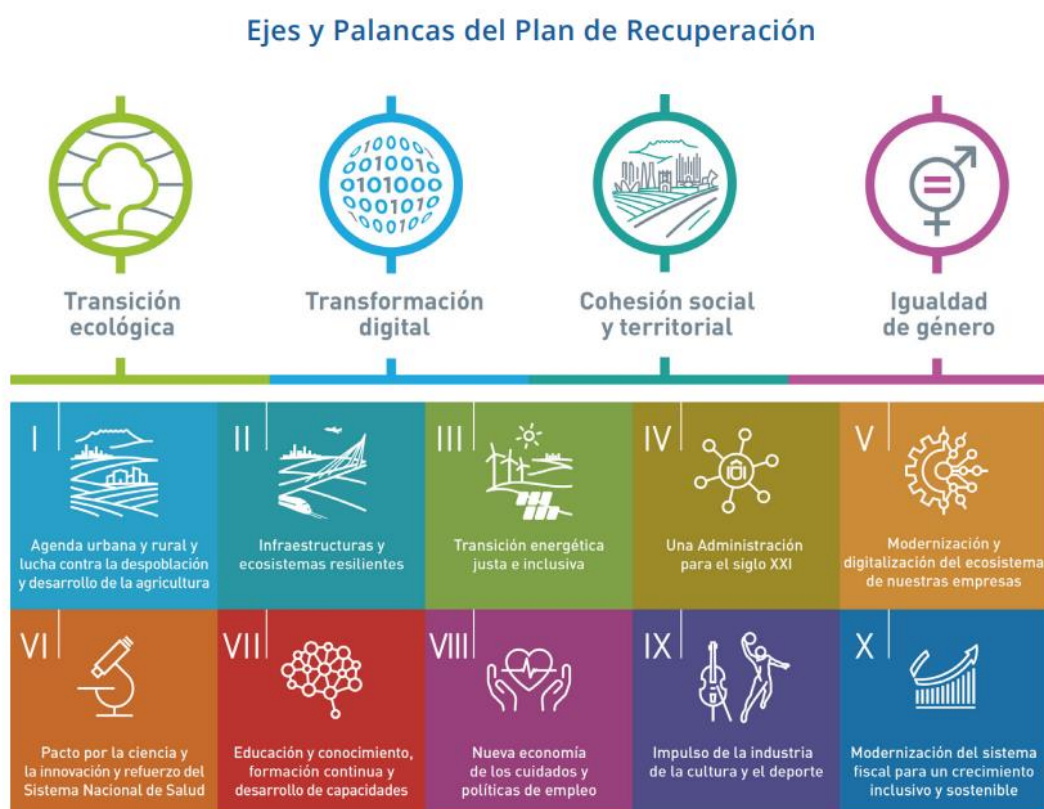 Ejes y Palancas del Plan de Recuperación
10000
01001
010100
000101
00010
Transición
ecológica
Transformación
digital
Cohesión social
y territorial
Igualdad
de género
I
Agenda urbana y rural y
lucha contra la despoblación
y desarrollo de la agricultura
II
Infraestructuras y
ecosistemas resilientes
III
Transición energética
justa e inclusiva
IV
Una Administración
para el siglo XXI
V
Modernización y
digitalización del ecosistema
de nuestras empresas
VI
Pacto por la ciencia y
la innovación y refuerzo del
Sistema Nacional de Salud
VII
Educación y conocimiento,
formación continua y
desarrollo de capacidades
VIII
Nueva economía
de los cuidados y
políticas de empleo
IX
Impulso de la industria
de la cultura y el deporte
X
Modernización del sistema
fiscal para un crecimiento
inclusivo y sostenible